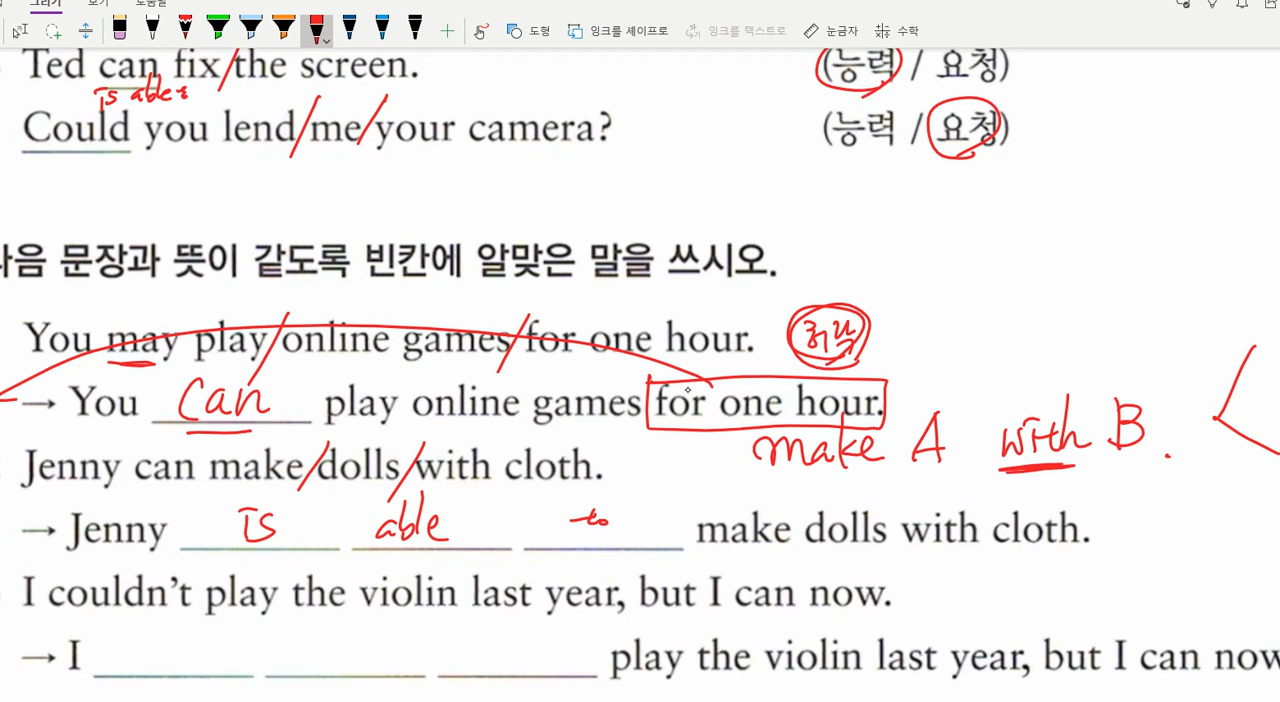 그리기 보기 도움말
도형 잉크를 셰이프로 잉크를 텍스트로 눈금자 수학
Ted can fix/the screen. (능력 / 요청)
is able
Could you lend/me/your camera? (능력 / 요청)
다음 문장과 뜻이 같도록 빈칸에 알맞은 말을 쓰시오.
You may play/online games/for one hour. 허락
→ You can play online games for one hour.
make A with B.
Jenny can make/dolls/with cloth.
→ Jenny is able to make dolls with cloth.
I couldn't play the violin last year, but I can now.
→ I play the violin last year, but I can now